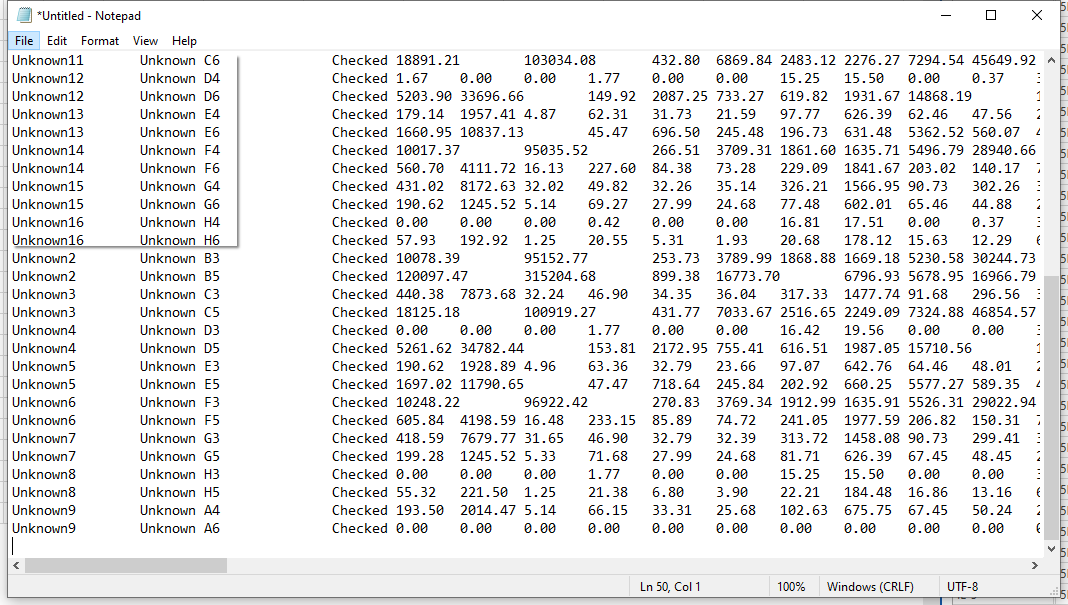 *Untitled - Notepad
File Edit Format View Help
Unknown11 Unknown C6 Checked 18891.21 103034.08 432.80 6869.84 2483.12 2276.27 7294.54 45649.92
Unknown12 Unknown D4 Checked 1.67 0.00 0.00 1.77 0.00 0.00 15.25 15.50 0.00 0.37
Unknown12 Unknown D6 Checked 5203.90 33696.66 149.92 2087.25 733.27 619.82 1931.67 14868.19
Unknown13 Unknown E4 Checked 179.14 1957.41 4.87 62.31 31.73 21.59 97.77 626.39 62.46 47.56
Unknown13 Unknown E6 Checked 1660.95 10837.13 45.47 696.50 245.48 196.73 631.48 5362.52 560.07
Unknown14 Unknown F4 Checked 10017.37 95035.52 266.51 3709.31 1861.60 1635.71 5496.79 28940.66
Unknown14 Unknown F6 Checked 560.70 4111.72 16.13 227.60 84.38 73.28 229.09 1841.67 203.02 140.17
Unknown15 Unknown G4 Checked 431.02 8172.63 32.02 49.82 32.26 35.14 326.21 1566.95 90.73 302.26
Unknown15 Unknown G6 Checked 190.62 1245.52 5.14 69.27 27.99 24.68 77.48 602.01 65.46 44.88
Unknown16 Unknown H4 Checked 0.00 0.00 0.00 0.42 0.00 0.00 16.81 17.51 0.00 0.37
Unknown16 Unknown H6 Checked 57.93 192.92 1.25 20.55 5.31 1.93 20.68 178.12 15.63 12.29
Unknown2 Unknown B3 Checked 10078.39 95152.77 253.73 3789.99 1868.88 1669.18 5230.58 30244.73
Unknown2 Unknown B5 Checked 120097.47 315204.68 899.38 16773.70 6796.93 5678.95 16966.79
Unknown3 Unknown C3 Checked 440.38 7873.68 32.24 46.90 34.35 36.04 317.33 1477.74 91.68 296.56
Unknown3 Unknown C5 Checked 18125.18 100919.27 431.77 7033.67 2516.65 2249.09 7324.88 46854.57
Unknown4 Unknown D3 Checked 0.00 0.00 0.00 1.77 0.00 0.00 16.42 19.56 0.00 0.00
Unknown4 Unknown D5 Checked 5261.62 34782.44 153.81 2172.95 755.41 616.51 1987.05 15710.56
Unknown5 Unknown E3 Checked 190.62 1928.89 4.96 63.36 32.79 23.66 97.07 642.76 64.46 48.01
Unknown5 Unknown E5 Checked 1697.02 11790.65 47.47 718.64 245.84 202.92 660.25 5577.27 589.35
Unknown6 Unknown F3 Checked 10248.22 96922.42 270.83 3769.34 1912.99 1635.91 5526.31 29022.94
Unknown6 Unknown F5 Checked 605.84 4198.59 16.48 233.15 85.89 74.72 241.05 1977.59 206.82 150.31
Unknown7 Unknown G3 Checked 418.59 7679.77 31.65 46.90 32.79 32.39 313.72 1458.08 90.73 299.41
Unknown7 Unknown G5 Checked 199.28 1245.52 5.33 71.68 27.99 24.68 81.71 626.39 67.45 48.45
Unknown8 Unknown H3 Checked 0.00 0.00 0.00 1.77 0.00 0.00 15.25 15.50 0.00 0.00
Unknown8 Unknown H5 Checked 55.32 221.50 1.25 21.38 6.80 3.90 22.21 184.48 16.86 13.16
Unknown9 Unknown A4 Checked 193.50 2014.47 5.14 66.15 33.31 25.68 102.63 675.75 67.45 50.24
Unknown9 Unknown A6 Checked 0.00 0.00 0.00 0.00 0.00 0.00 0.00 0.00 0.00 0.00
Ln 50, Col 1 100% Windows (CRLF) UTF-8